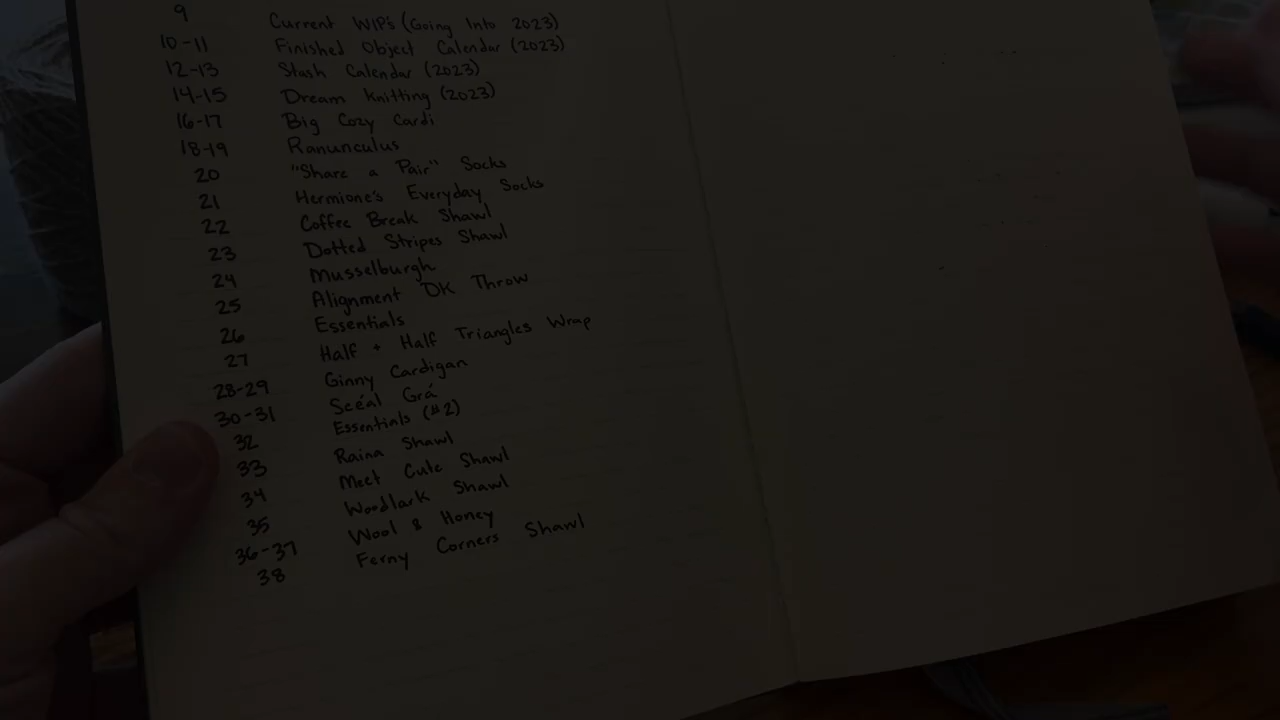 9 Current WIP's (Going Into 2023)
10-11 Finished Object Calendar (2023)
12-13 Stash Calendar (2023)
14-15 Dream Knitting (2023)
16-17 Big Cozy Cardi
18-19 Ranunculus
20 "Share a Pair" Socks
21 Hermione's Everyday Socks
22 Coffee Break Shawl
23 Dotted Stripes Shawl
24 Musselburgh
25 Alignment DK Throw
26 Essentials
27 Half + Half Triangles Wrap
28-29 Ginny Cardigan
30-31 Scéal Grá
32 Essentials (#2)
33 Raina Shawl
34 Meet Cute Shawl
35 Woodlark Shawl
36-37 Wool & Honey
38 Ferny Corners Shawl